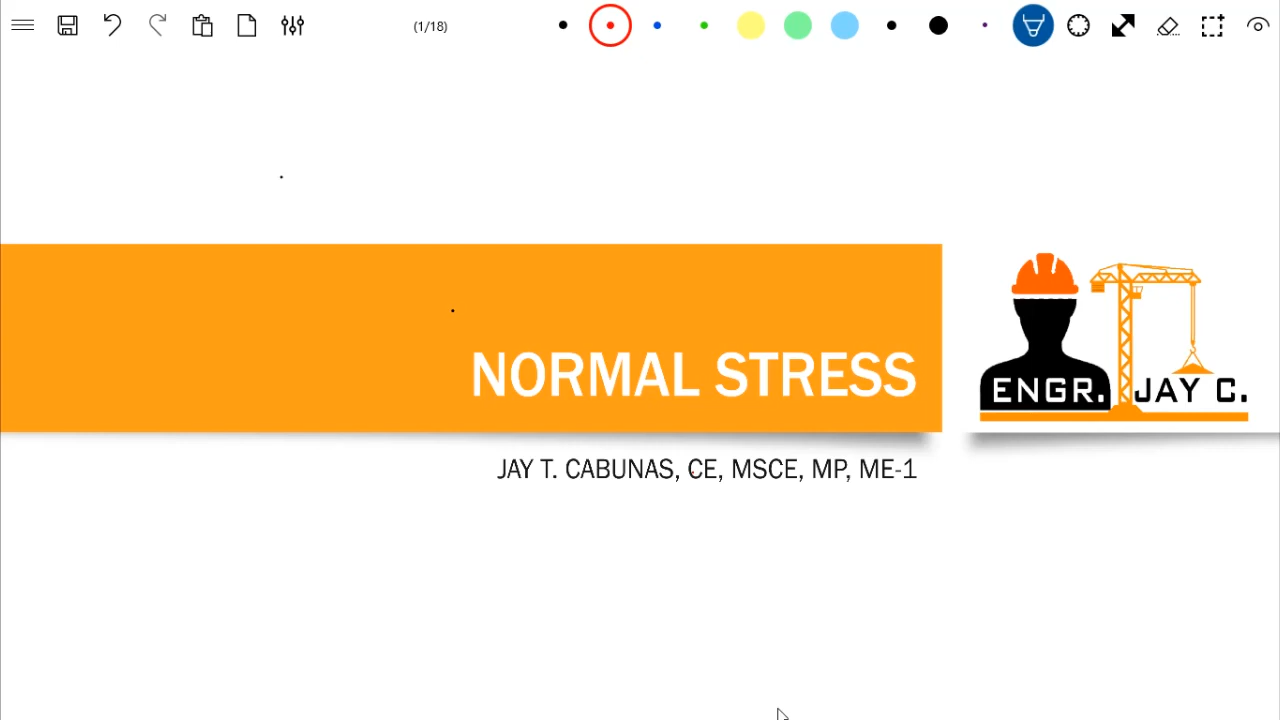 (1/18)
NORMAL STRESS
ENGR. JAY C.
JAY T. CABUNAS, CE, MSCE, MP, ME-1